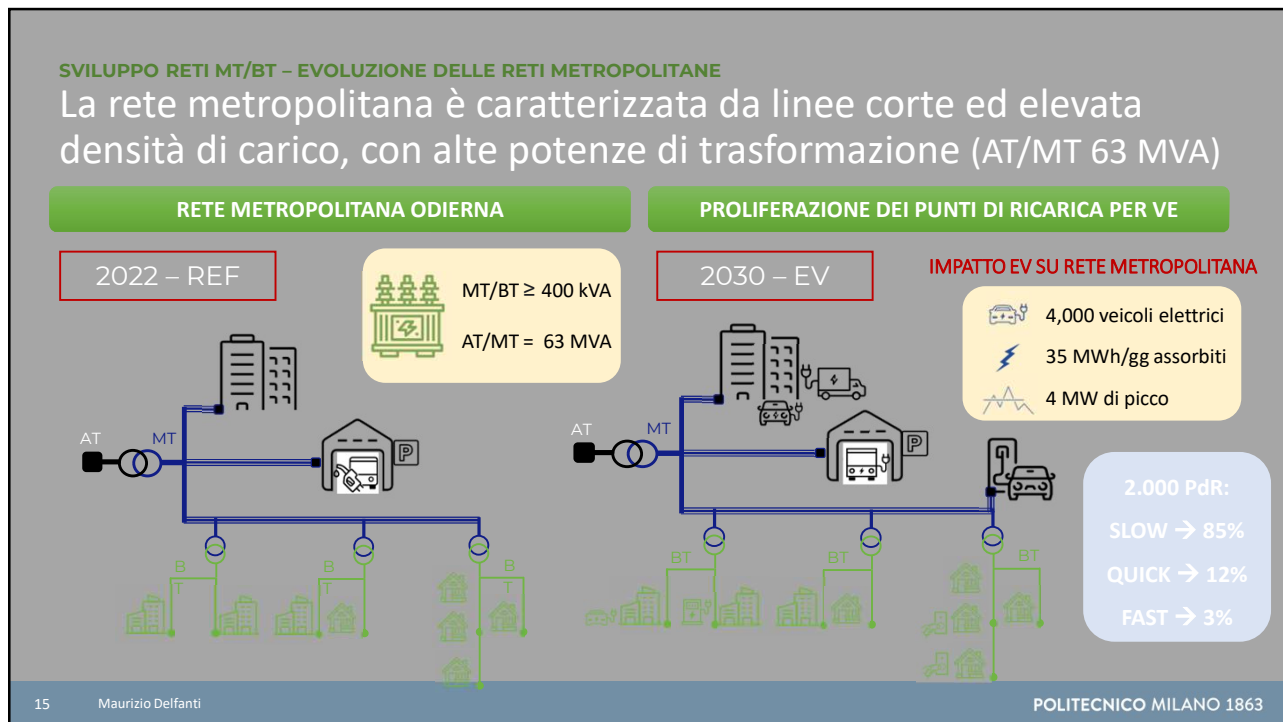 SVILUPPO RETI MT/BT – EVOLUZIONE DELLE RETI METROPOLITANE
La rete metropolitana è caratterizzata da linee corte ed elevata
densità di carico, con alte potenze di trasformazione (AT/MT 63 MVA)
RETE METROPOLITANA ODIERNA
2022 – REF
MT/BT ≥ 400 kVA
AT/MT = 63 MVA
AT
MT
P
B
T
B
T
B
T
PROLIFERAZIONE DEI PUNTI DI RICARICA PER VE
2030 – EV
IMPATTO EV SU RETE METROPOLITANA
4,000 veicoli elettrici
35 MWh/gg assorbiti
4 MW di picco
AT
MT
P
BT
BT
BT
2.000 PdR:
SLOW → 85%
QUICK → 12%
FAST → 3%
15
Maurizio Delfanti
POLITECNICO MILANO 1863